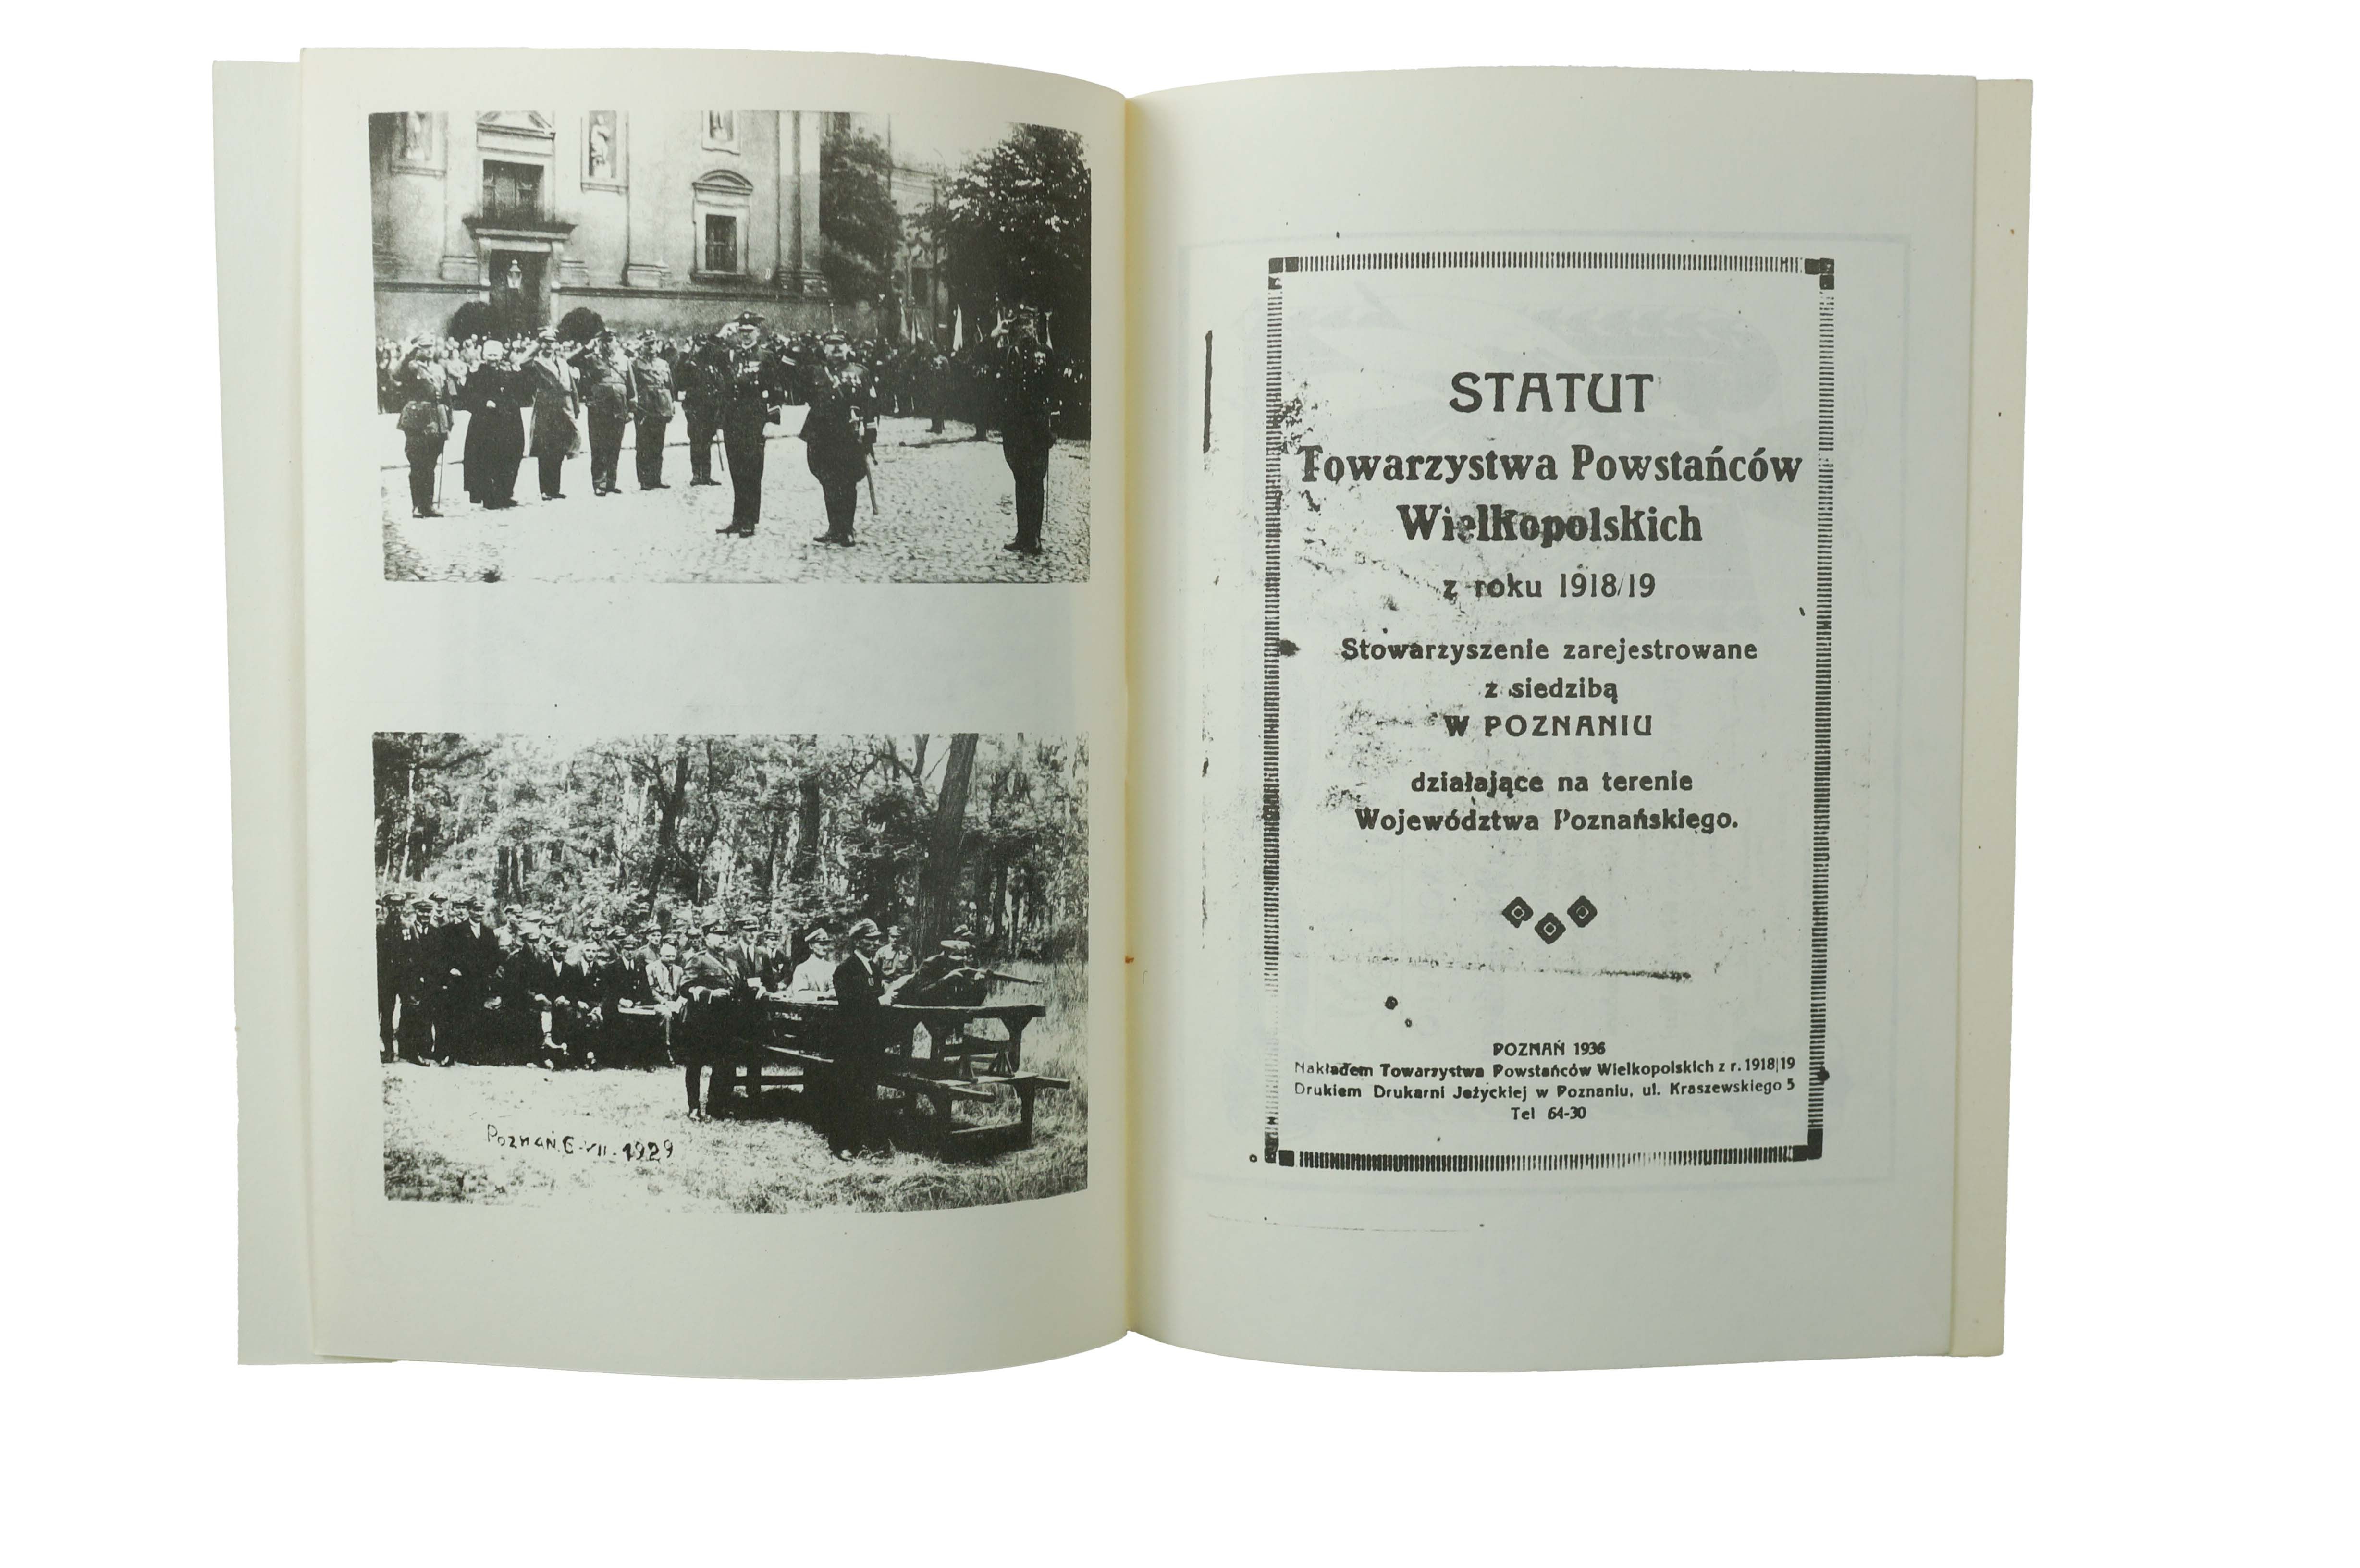 POZNAŃ 6-VII-1929
STATUT
Towarzystwa Powstańców
Wielkopolskich
z roku 1918/19
Stowarzyszenie zarejestrowane
z siedzibą
W POZNANIU
działające na terenie
Województwa Poznańskiego.
POZNAŃ 1936
Nakładem Towarzystwa Powstańców Wielkopolskich z r. 1918|19
Drukiem Drukarni Jeżyckiej w Poznaniu, ul. Kraszewskiego 5
Tel 64-30